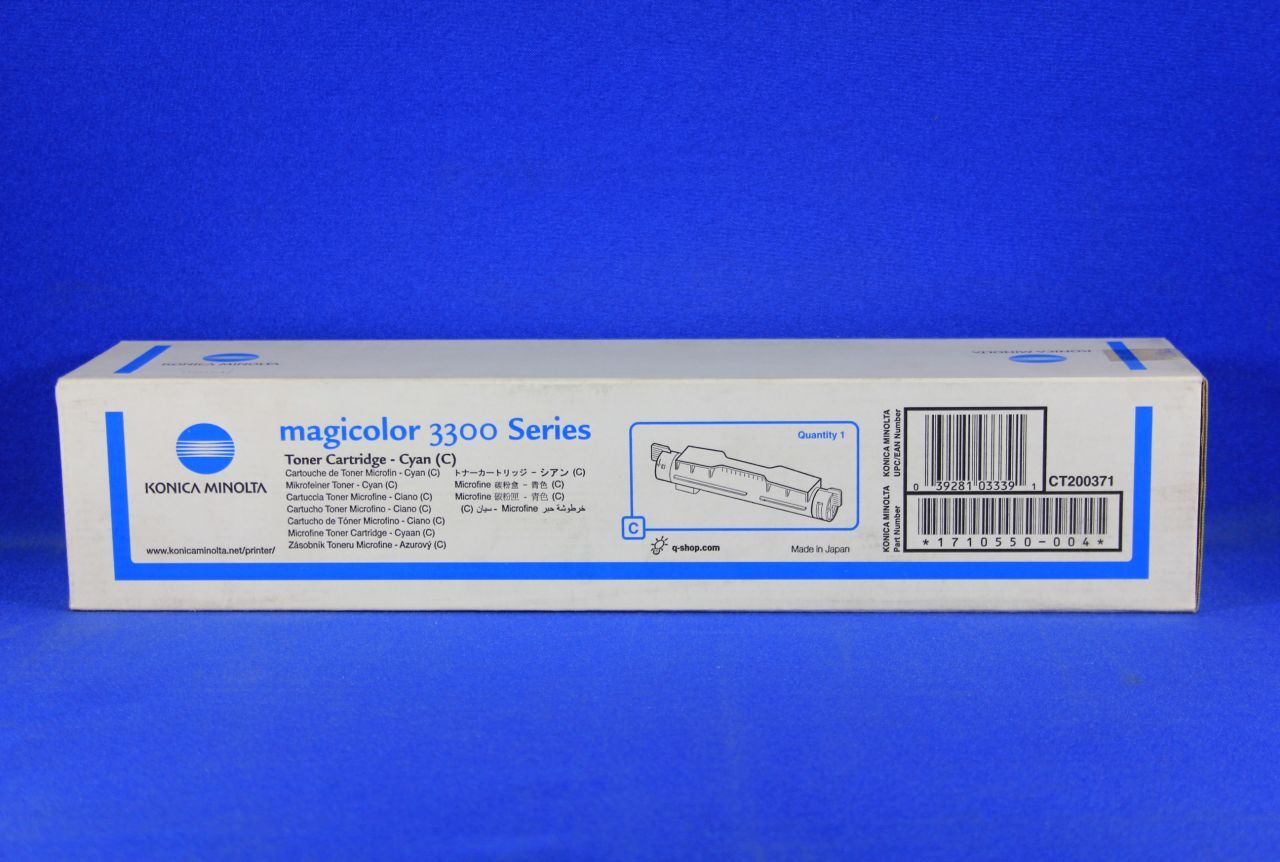 KONICA MINOLTA
KONICA MINOLTA
KONICA MINOLTA
www.konicaminolta.net/printer/
magicolor 3300 Series
Toner Cartridge - Cyan (C)
Cartouche de Toner Microfin - Cyan (C)
Mikrofeiner Toner - Cyan (C)
Cartuccia Toner Microfine - Ciano (C)
Cartucho Toner Microfino - Ciano (C)
Cartucho de Tóner Microfino - Ciano (C)
Microfine Toner Cartridge - Cyaan (C)
Zásobník Toneru Microfine - Azurový (C)
トナーカートリッジ - シアン (C)
Microfine 碳粉盒 - 青色 (C)
Microfine 碳粉匣 - 青色 (C)
خرطوشة حبر Microfine - سيان (C)
Quantity 1
C
q-shop.com
Made in Japan
KONICA MINOLTA
UPC/EAN Number
0 39281 03339 1
CT200371
KONICA MINOLTA
Part Number
*1710550-004*